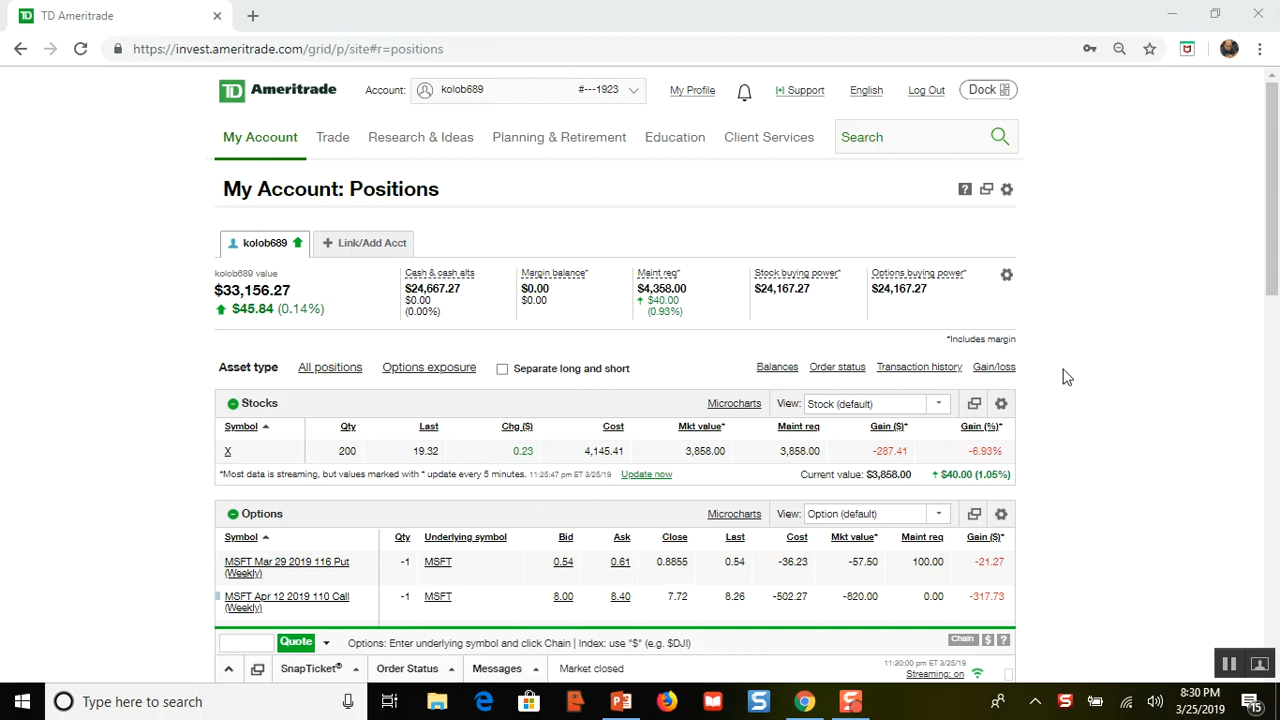 TD Ameritrade
https://invest.ameritrade.com/grid/p/site#r=positions
TD Ameritrade Account: kolob689 #---1923 My Profile Support English Log Out Dock
My Account Trade Research & Ideas Planning & Retirement Education Client Services Search
My Account: Positions ?
kolob689 Link/Add Acct
kolob689 value Cash & cash alts Margin balance* Maint req* Stock buying power* Options buying power*
$33,156.27 $24,667.27 $0.00 $4,358.00 $24,167.27 $24,167.27
$45.84 (0.14%) $0.00 $0.00 $40.00
(0.00%) (0.93%)
*Includes margin
Asset type All positions Options exposure Separate long and short Balances Order status Transaction history Gain/loss
Stocks Microcharts View: Stock (default)
Symbol Qty Last Chg ($) Cost Mkt value* Maint req Gain ($)* Gain (%)*
X 200 19.32 0.23 4,145.41 3,858.00 3,858.00 -287.41 -6.93%
*Most data is streaming, but values marked with * update every 5 minutes. 11:25:47 pm ET 3/25/19 Update now Current value: $3,858.00 $40.00 (1.05%)
Options Microcharts View: Option (default)
Symbol Qty Underlying symbol Bid Ask Close Last Cost Mkt value* Maint req Gain ($)*
MSFT Mar 29 2019 116 Put -1 MSFT 0.54 0.61 0.8855 0.54 -36.23 -57.50 100.00 -21.27
(Weekly)
MSFT Apr 12 2019 110 Call -1 MSFT 8.00 8.40 7.72 8.26 -502.27 -820.00 0.00 -317.73
(Weekly)
Quote Options: Enter underlying symbol and click Chain | Index: use "$" (e.g. $DJI) Chain $ ?
SnapTicket® Order Status Messages Market closed 11:30:00 pm ET 3/25/19
Streaming: on
Type here to search 8:30 PM
3/25/2019 15